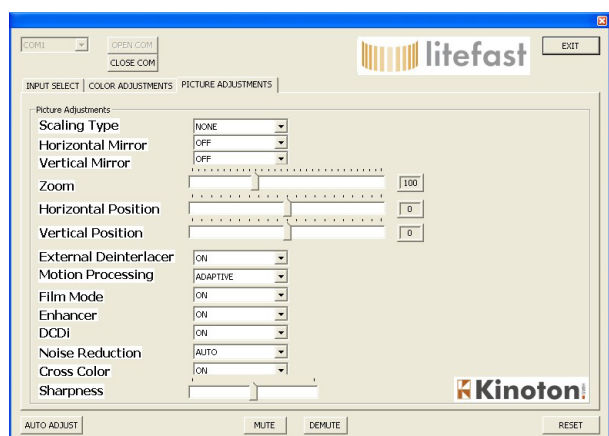 COM1
OPEN COM
CLOSE COM
litefast
EXIT
INPUT SELECT
COLOR ADJUSTMENTS
PICTURE ADJUSTMENTS
Picture Adjustments
Scaling Type NONE
Horizontal Mirror OFF
Vertical Mirror OFF
Zoom 100
Horizontal Position 0
Vertical Position 0
External Deinterlacer ON
Motion Processing ADAPTIVE
Film Mode ON
Enhancer ON
DCDi ON
Noise Reduction AUTO
Cross Color ON
Sharpness
Kinoton
AUTO ADJUST
MUTE
DEMUTE
RESET